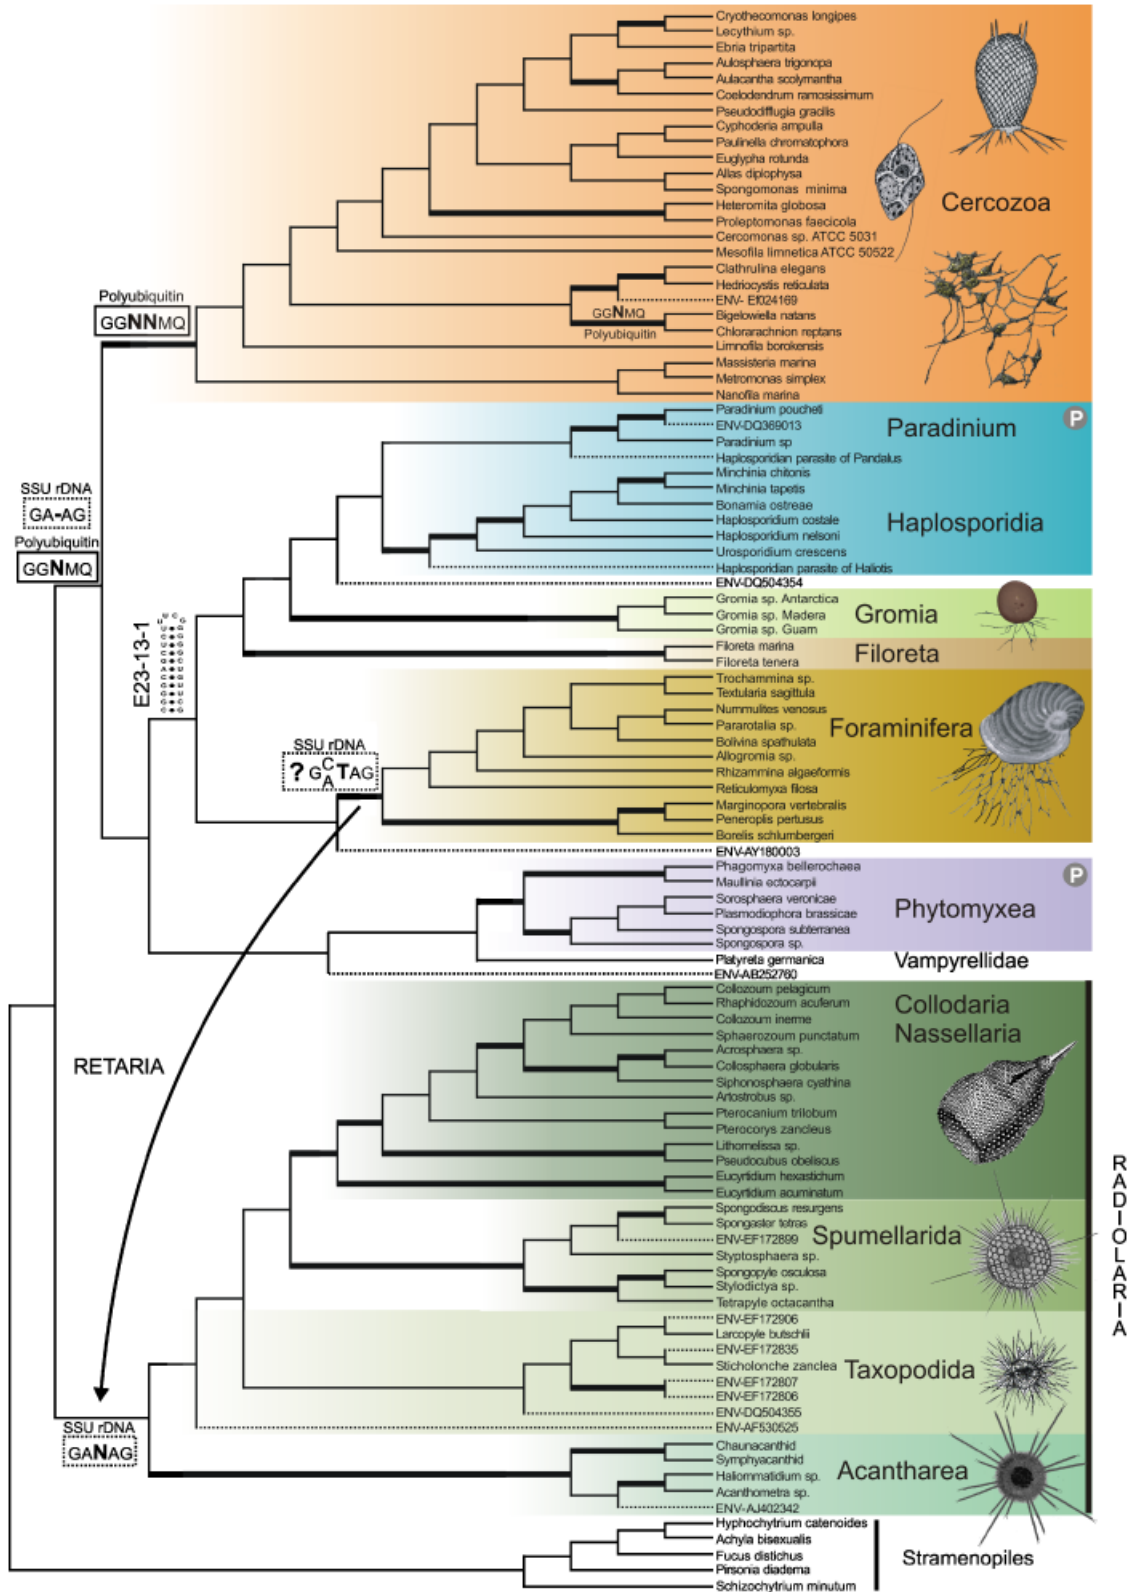 Cryothecomonas longipes
Lecythium sp.
Ebria tripartita
Aulosphaera trigonopa
Aulacantha scolymantha
Coelodendrum ramosissimum
Pseudodifflugia gracilis
Cyphoderia ampulla
Paulinella chromatophora
Euglypha rotunda
Allas diplophysa
Spongomonas minima
Cercozoa
Heteromita globosa
Proleptomonas faecicola
Cercomonas sp. ATCC 5031
Mesofila limnetica ATCC 50522
Clathrulina elegans
Hedriocystis reticulata
ENV- Ef024169
Polyubiquitin
GGNNMQ
GGNMQ
Polyubiquitin
Bigelowiella natans
Chlorarachnion reptans
Limnofila borokensis
Massisteria marina
Metromonas simplex
Nanofila marina
Paradinium poucheti
ENV-DQ369013
Paradinium sp
Haplosporidian parasite of Pandalus
Paradinium
P
Minchinia chitonis
Minchinia tapetis
Bonamia ostreae
Haplosporidium costale
Haplosporidium nelsoni
Urosporidium crescens
Haplosporidian parasite of Haliotis
Haplosporidia
SSU rDNA
GA-AG
Polyubiquitin
GGNMQ
ENV-DQ504354
Gromia sp. Antarctica
Gromia sp. Madera
Gromia sp. Guam
Gromia
E23-13-1
Filoreta marina
Filoreta tenera
Filoreta
Trochammina sp.
Textularia sagittula
Nummulites venosus
Pararotalia sp.
Bolivina spathulata
Allogromia sp.
Rhizammina algaeformis
Reticulomyxa filosa
Marginopora vertebralis
Peneroplis pertusus
Borelis schlumbergeri
Foraminifera
SSU rDNA
? G C A TAG
ENV-AY180003
Phagomyxa bellerochaea
Maullinia ectocarpii
Sorosphaera veronicae
Plasmodiophora brassicae
Spongospora subterranea
Spongospora sp.
Phytomyxea
P
Platyreta germanica
Vampyrellidae
ENV-AB252760
Collozoum pelagicum
Rhaphidozoum acuferum
Collozoum inerme
Sphaerozoum punctatum
Acrosphaera sp.
Collosphaera globularis
Siphonosphaera cyathina
Artostrobus sp.
Pterocanium trilobum
Pterocorys zancleus
Lithomelissa sp.
Pseudocubus obeliscus
Eucyrtidium hexastichum
Eucyrtidium acuminatum
Collodaria
Nassellaria
RETARIA
Spongodiscus resurgens
Spongaster tetras
ENV-EF172899
Styptosphaera sp.
Spongopyle osculosa
Stylodictya sp.
Tetrapyle octacantha
Spumellarida
RADIOLARIA
ENV-EF172906
Larcopyle butschlii
ENV-EF172835
Sticholonche zanclea
ENV-EF172807
ENV-EF172806
ENV-DQ504355
ENV-AF530525
Taxopodida
SSU rDNA
GANAG
Chaunacanthid
Symphyacanthid
Haliommatidium sp.
Acanthometra sp.
ENV-AJ402342
Acantharea
Hyphochytrium catenoides
Achyla bisexualis
Fucus distichus
Pirsonia diadema
Schizochytrium minutum
Stramenopiles